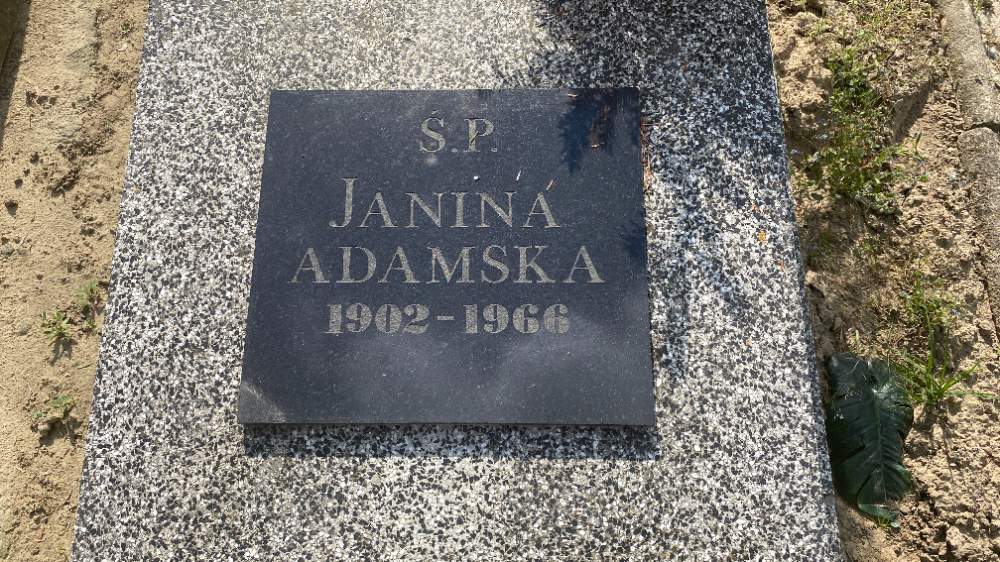 Ś.P.
JANINA
ADAMSKA
1902-1966